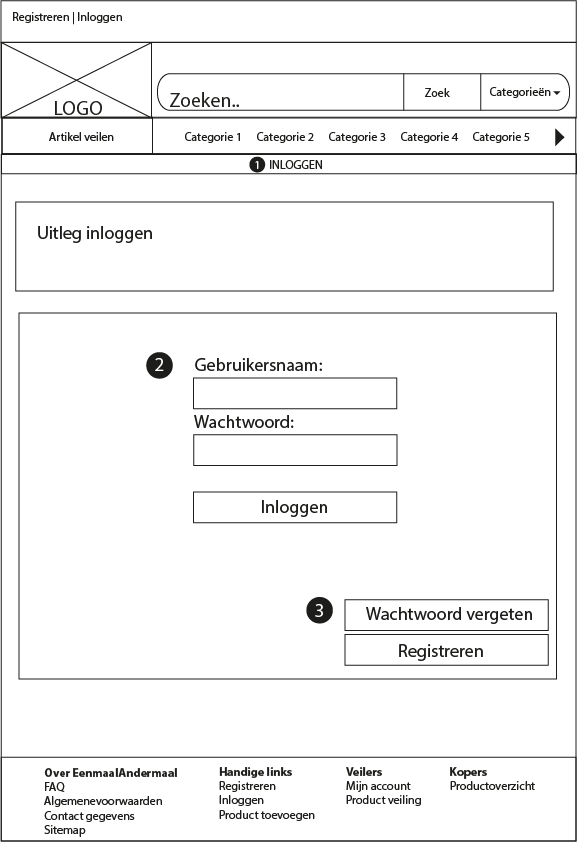 Registreren | Inloggen
LOGO
Zoeken..
Zoek
Categorieën
Artikel veilen
Categorie 1
Categorie 2
Categorie 3
Categorie 4
Categorie 5
1 INLOGGEN
Uitleg inloggen
2 Gebruikersnaam:
Wachtwoord:
Inloggen
3 Wachtwoord vergeten
Registreren
Over EenmaalAndermaal
FAQ
Algemenevoorwaarden
Contact gegevens
Sitemap
Handige links
Registreren
Inloggen
Product toevoegen
Veilers
Mijn account
Product veiling
Kopers
Productoverzicht